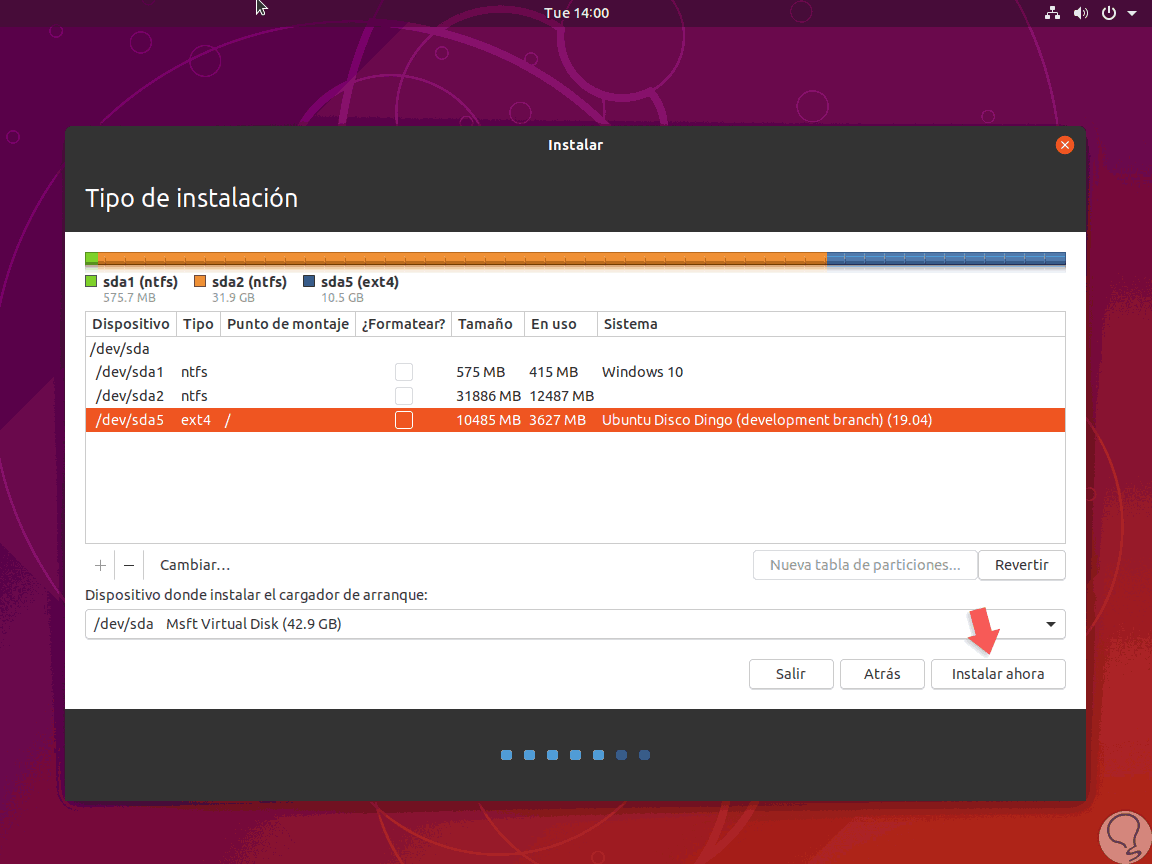 Tue 14:00
Instalar
Tipo de instalación
sda1 (ntfs) sda2 (ntfs) sda5 (ext4)
575.7 MB 31.9 GB 10.5 GB
Dispositivo Tipo Punto de montaje ¿Formatear? Tamaño En uso Sistema
/dev/sda
/dev/sda1 ntfs 575 MB 415 MB Windows 10
/dev/sda2 ntfs 31886 MB 12487 MB
/dev/sda5 ext4 / 10485 MB 3627 MB Ubuntu Disco Dingo (development branch) (19.04)
+ − Cambiar... Nueva tabla de particiones... Revertir
Dispositivo donde instalar el cargador de arranque:
/dev/sda Msft Virtual Disk (42.9 GB)
Salir Atrás Instalar ahora